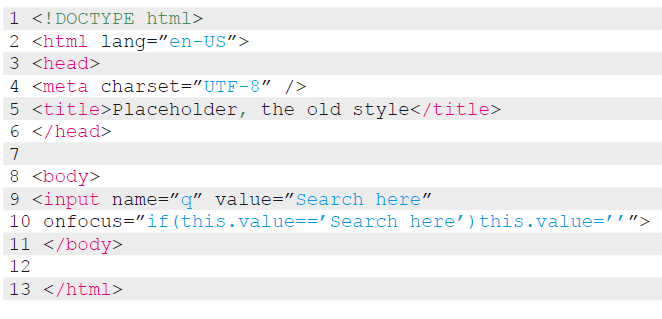 1 <!DOCTYPE html>
2 <html lang=”en-US”>
3 <head>
4 <meta charset=”UTF-8” />
5 <title>Placeholder, the old style</title>
6 </head>
7
8 <body>
9 <input name=”q” value=”Search here”
10 onfocus=”if(this.value==’Search here’)this.value=’’”>
11 </body>
12
13 </html>